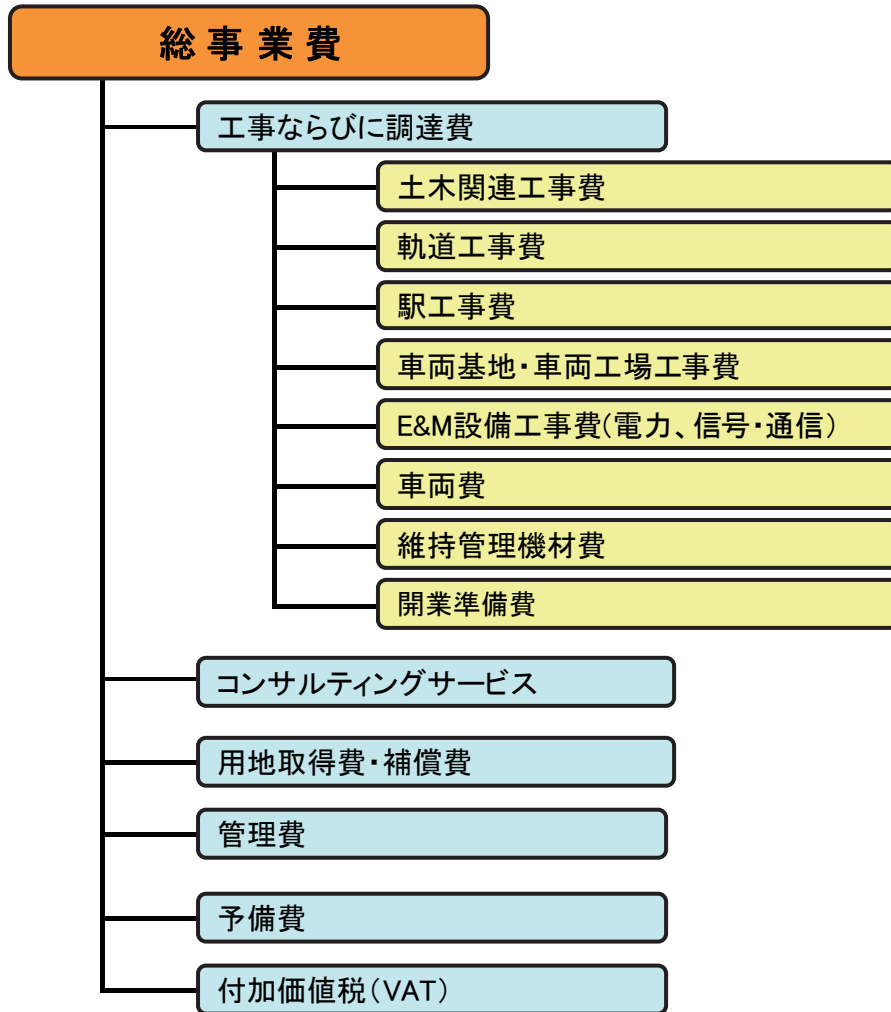 総事業費
工事ならびに調達費
土木関連工事費
軌道工事費
駅工事費
車両基地・車両工場工事費
E&M設備工事費(電力、信号・通信)
車両費
維持管理機材費
開業準備費
コンサルティングサービス
用地取得費・補償費
管理費
予備費
付加価値税(VAT)